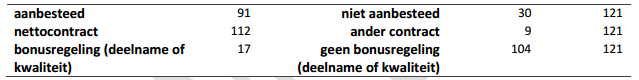 aanbesteed 91 niet aanbesteed 30 121
nettocontract 112 ander contract 9 121
bonusregeling (deelname of 17 geen bonusregeling 104 121
kwaliteit) (deelname of kwaliteit)